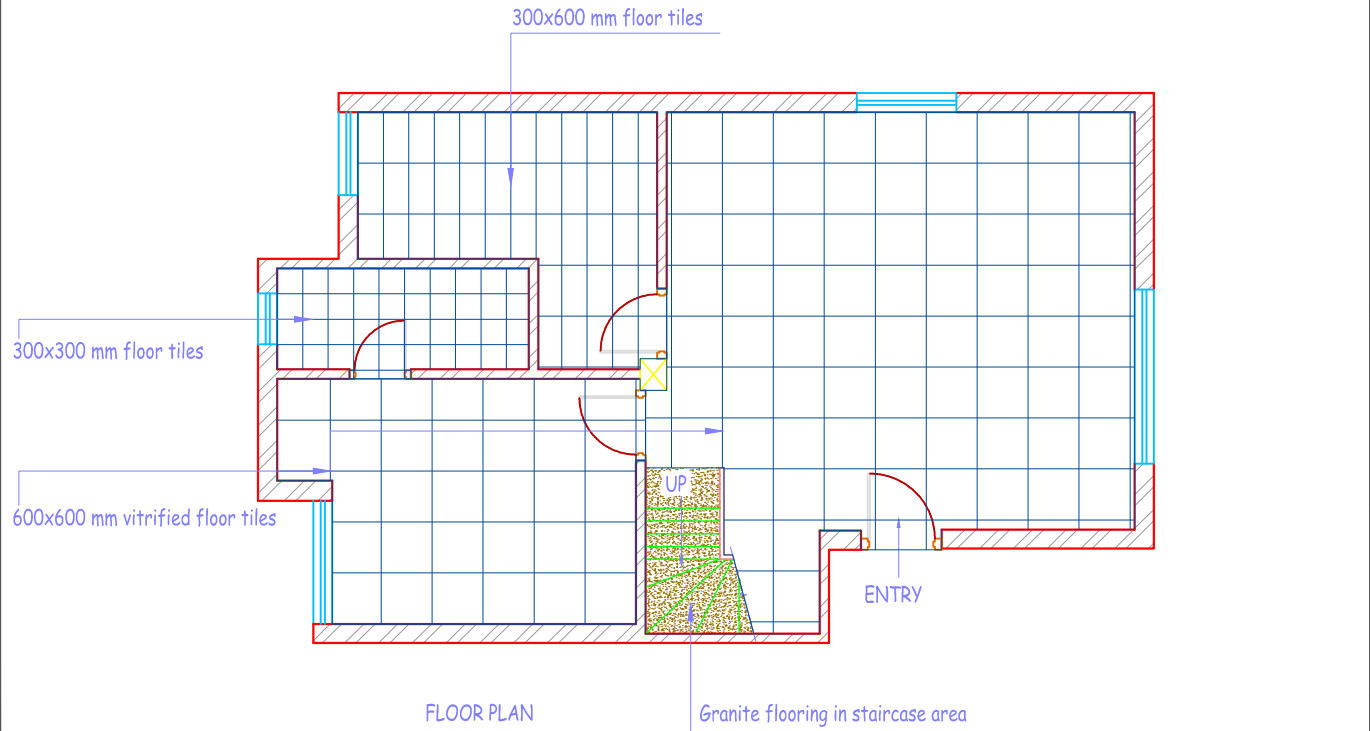 300x600 mm floor tiles
300x300 mm floor tiles
UP
600x600 mm vitrified floor tiles
ENTRY
FLOOR PLAN
Granite flooring in staircase area